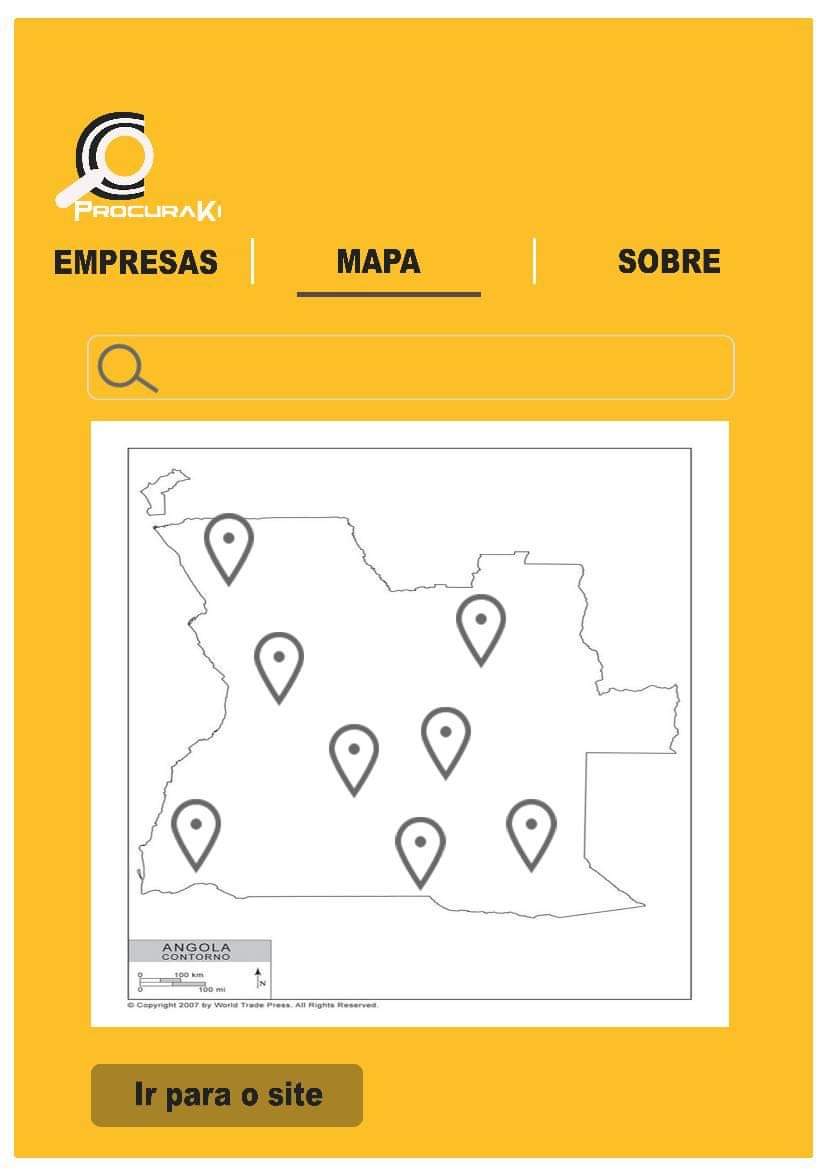 PROCURAKI
EMPRESAS
MAPA
SOBRE
ANGOLA
CONTORNO
0 100 km
0 100 mi
N
© Copyright 2007 by World Trade Press. All Rights Reserved.
Ir para o site